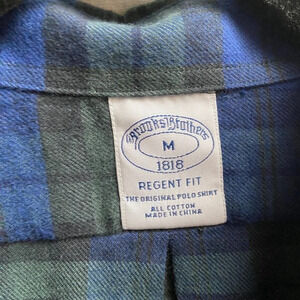 Brooks Brothers
M
1818
REGENT FIT
THE ORIGINAL POLO SHIRT
ALL COTTON
MADE IN CHINA